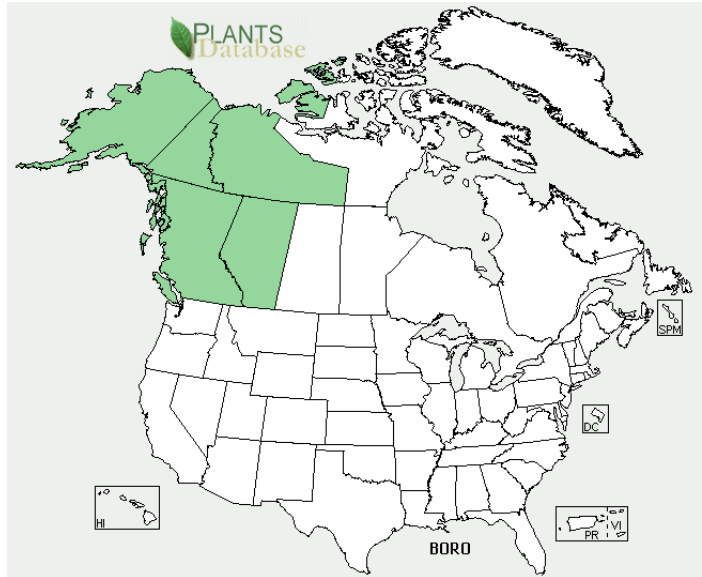 PLANTS
Database
SPM
DC
HI
PR
VI
BORO